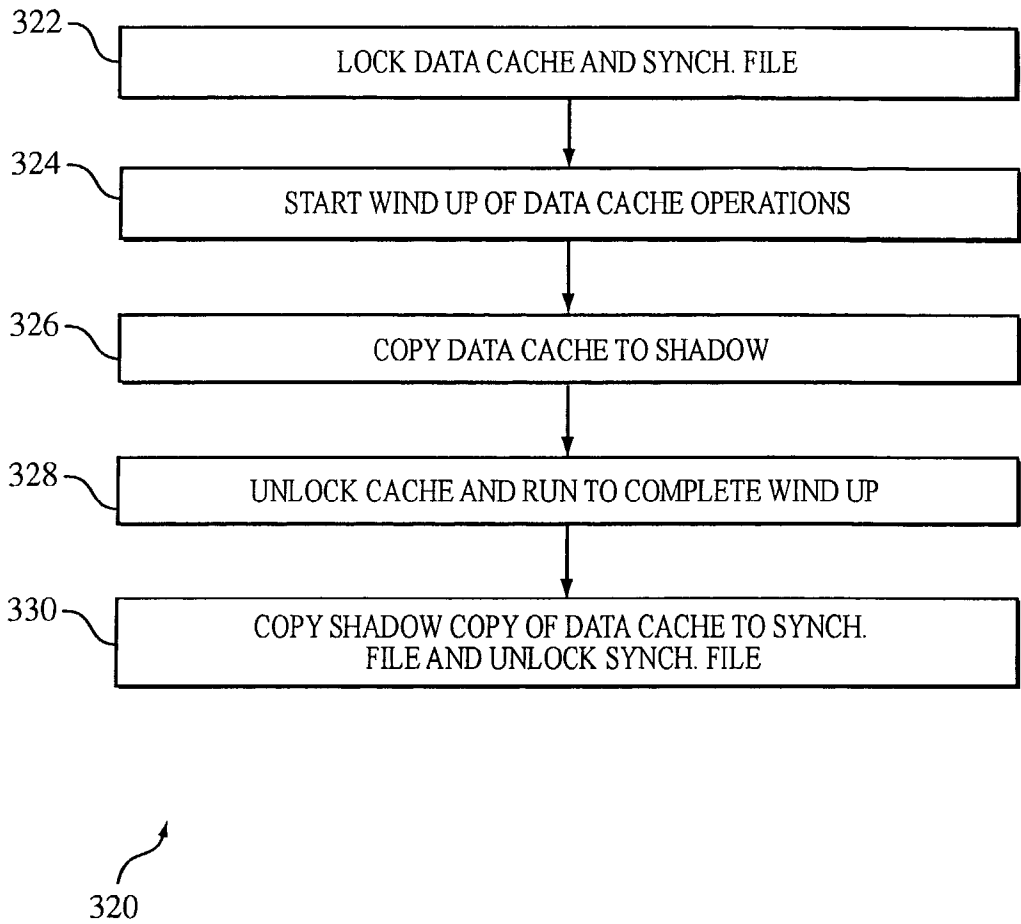 322
LOCK DATA CACHE AND SYNCH. FILE
324
START WIND UP OF DATA CACHE OPERATIONS
326
COPY DATA CACHE TO SHADOW
328
UNLOCK CACHE AND RUN TO COMPLETE WIND UP
330
COPY SHADOW COPY OF DATA CACHE TO SYNCH.
FILE AND UNLOCK SYNCH. FILE
320